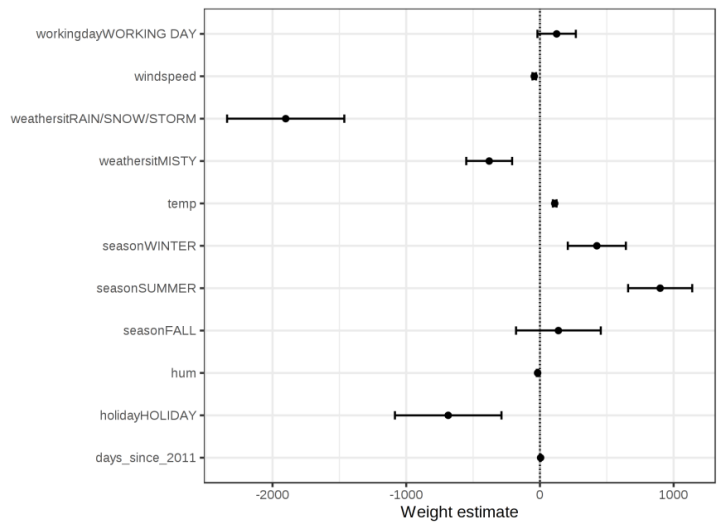 workingdayWORKING DAY
windspeed
weathersitRAIN/SNOW/STORM
weathersitMISTY
temp
seasonWINTER
seasonSUMMER
seasonFALL
hum
holidayHOLIDAY
days_since_2011
-2000 -1000 0 1000
Weight estimate